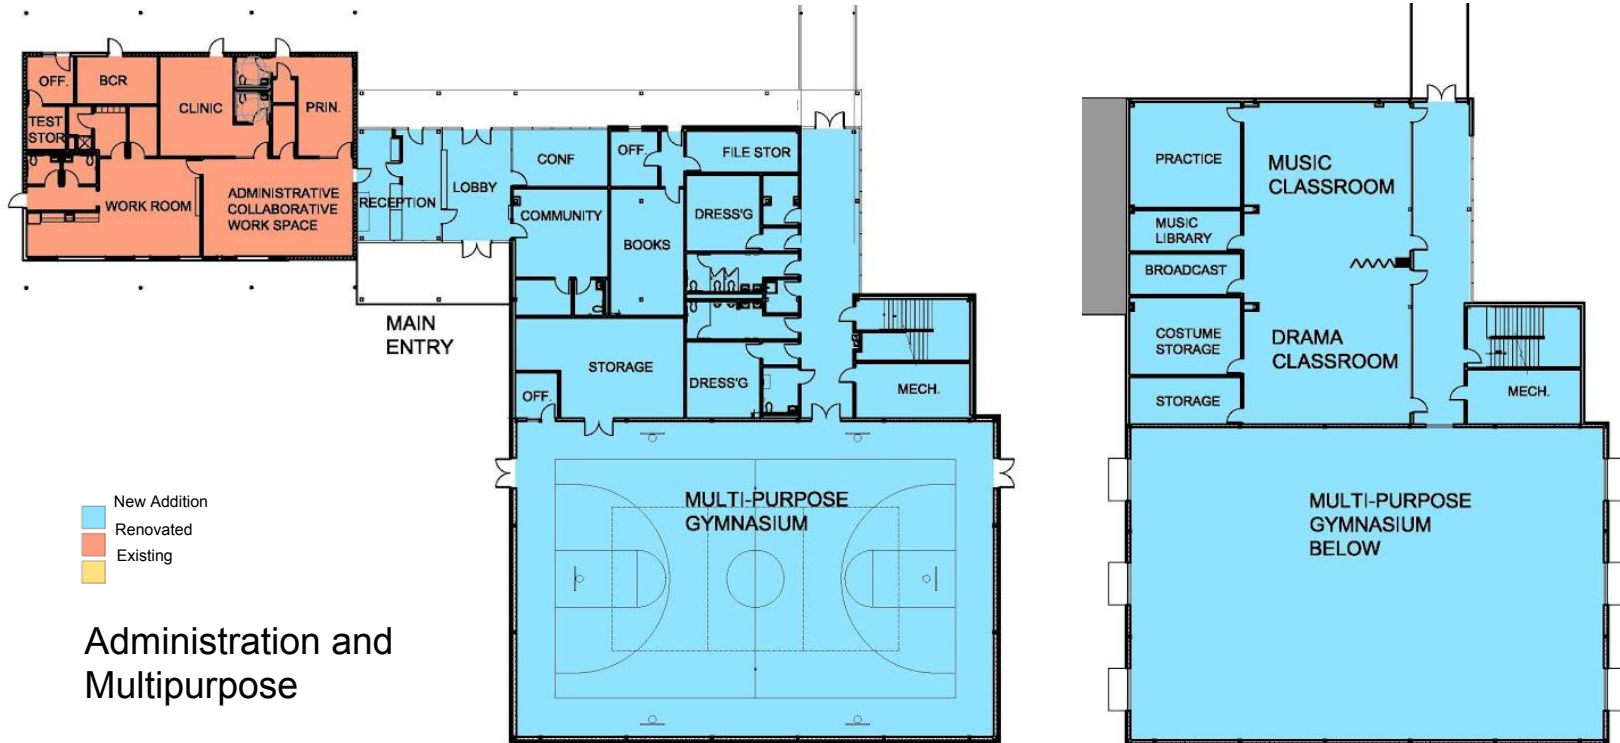 OFF.
BCR
CLINIC
PRIN.
TEST
STOR
WORK ROOM
ADMINISTRATIVE
COLLABORATIVE
WORK SPACE
RECEPTION
LOBBY
CONF
OFF.
FILE STOR
COMMUNITY
BOOKS
DRESS'G
MAIN
ENTRY
STORAGE
OFF.
DRESS'G
MECH.
MULTI-PURPOSE
GYMNASIUM
PRACTICE
MUSIC
CLASSROOM
MUSIC
LIBRARY
BROADCAST
COSTUME
STORAGE
DRAMA
CLASSROOM
STORAGE
MECH.
MULTI-PURPOSE
GYMNASIUM
BELOW
New Addition
Renovated
Existing
Administration and
Multipurpose